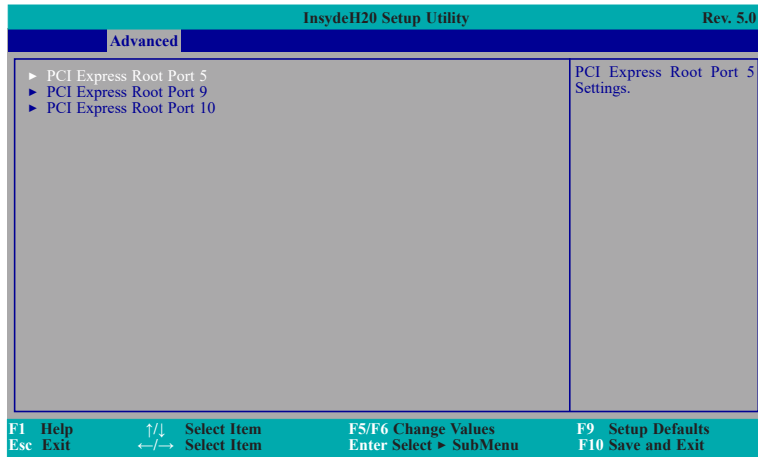 InsydeH20 Setup Utility Rev. 5.0
Advanced
► PCI Express Root Port 5
► PCI Express Root Port 9
► PCI Express Root Port 10
PCI Express Root Port 5
Settings.
F1 Help ↑/↓ Select Item F5/F6 Change Values F9 Setup Defaults
Esc Exit ←/→ Select Item Enter Select ► SubMenu F10 Save and Exit